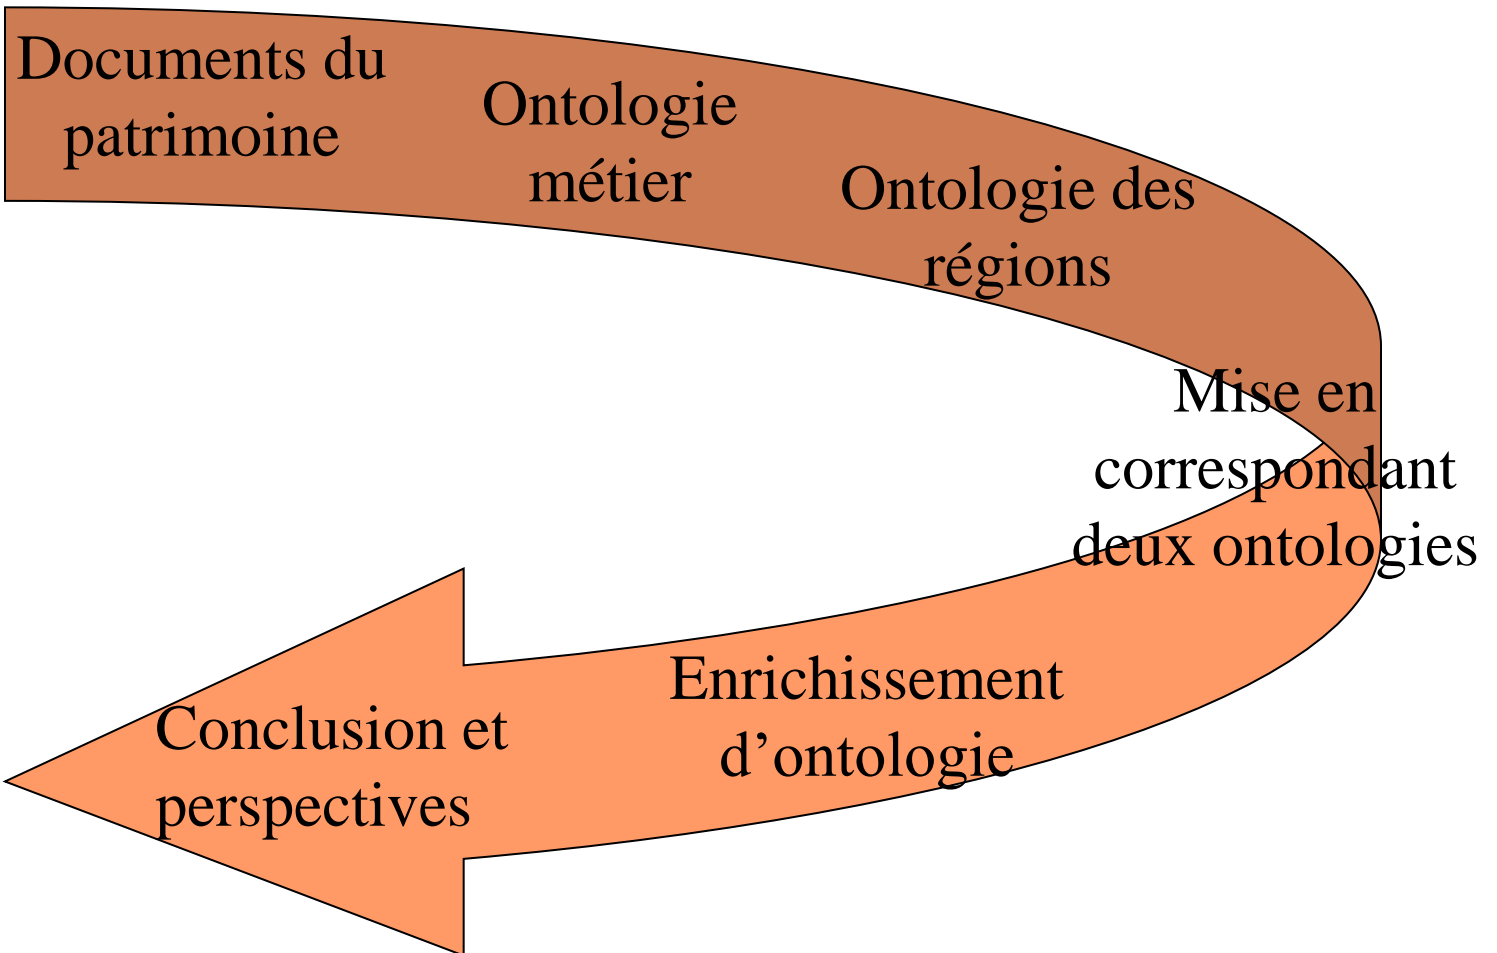 Documents du
patrimoine
Ontologie
métier
Ontologie des
régions
Mise en
correspondant
deux ontologies
Enrichissement
d’ontologie
Conclusion et
perspectives